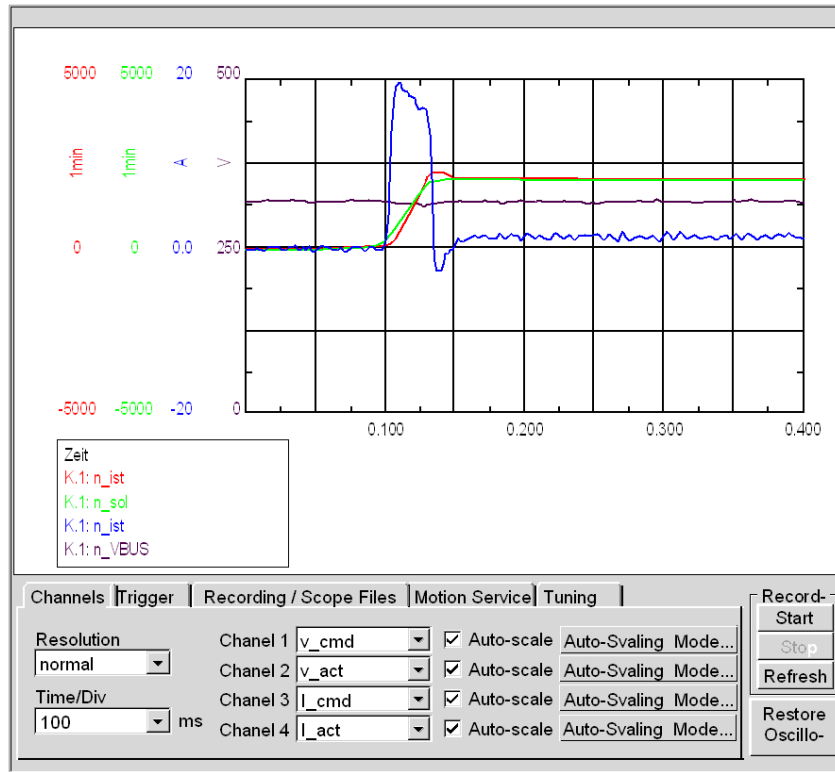 5000 5000 20 500
1min 1min A V
0 0 0.0 250
-5000 -5000 -20 0
0.100 0.200 0.300 0.400
Zeit
K.1: n_ist
K.1: n_sol
K.1: n_ist
K.1: n_VBUS
Channels Trigger Recording / Scope Files Motion Service Tuning
Resolution
normal
Time/Div
100 ms
Chanel 1 v_cmd Auto-scale Auto-Svaling Mode...
Chanel 2 v_act Auto-scale Auto-Svaling Mode...
Chanel 3 I_cmd Auto-scale Auto-Svaling Mode...
Chanel 4 I_act Auto-scale Auto-Svaling Mode...
Record-
Start
Stop
Refresh
Restore
Oscillo-